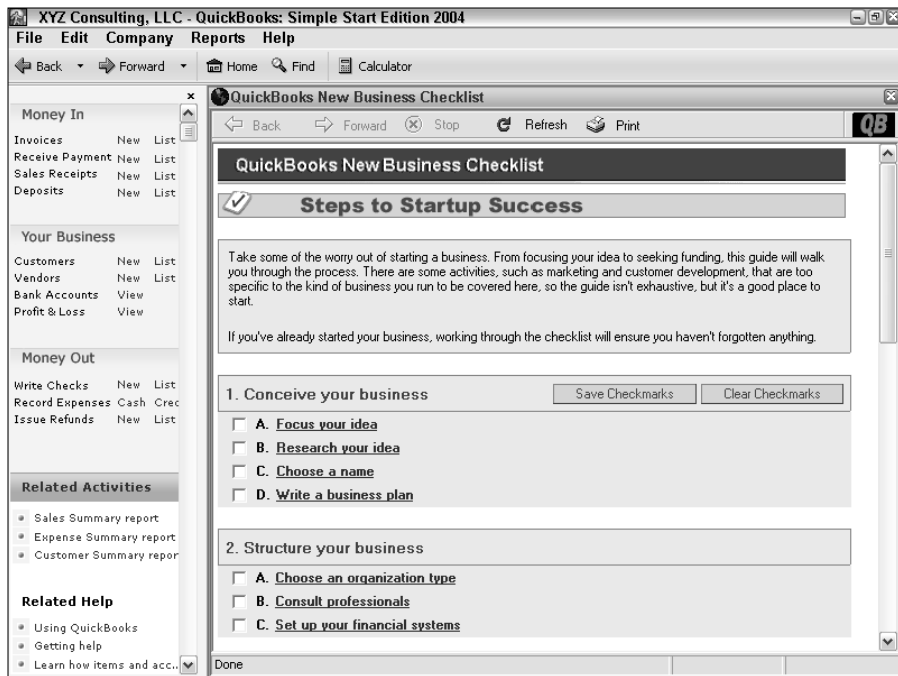 XYZ Consulting, LLC - QuickBooks: Simple Start Edition 2004
File Edit Company Reports Help
Back Forward Home Find Calculator
Money In
Invoices New List
Receive Payment New List
Sales Receipts New List
Deposits New List
Your Business
Customers New List
Vendors New List
Bank Accounts View
Profit & Loss View
Money Out
Write Checks New List
Record Expenses Cash Crec
Issue Refunds New List
Related Activities
Sales Summary report
Expense Summary report
Customer Summary repor
Related Help
Using QuickBooks
Getting help
Learn how items and acc..
QuickBooks New Business Checklist
Back Forward Stop Refresh Print QB
QuickBooks New Business Checklist
Steps to Startup Success
Take some of the worry out of starting a business. From focusing your idea to seeking funding, this guide will walk
you through the process. There are some activities, such as marketing and customer development, that are too
specific to the kind of business you run to be covered here, so the guide isn't exhaustive, but it's a good place to
start.
If you've already started your business, working through the checklist will ensure you haven't forgotten anything.
1. Conceive your business Save Checkmarks Clear Checkmarks
A. Focus your idea
B. Research your idea
C. Choose a name
D. Write a business plan
2. Structure your business
A. Choose an organization type
B. Consult professionals
C. Set up your financial systems
Done